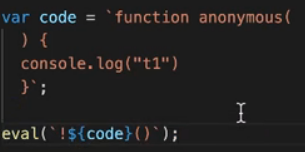 var code = `function anonymous(
) {
console.log("t1")
}`;
eval(`!${code}()`);